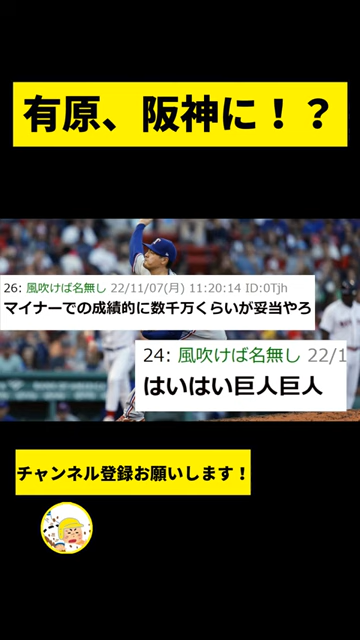 有原、阪神に！？
26: 風吹けば名無し 22/11/07(月) 11:20:14 ID:0Tjh
マイナーでの成績的に数千万くらいが妥当やろ
24: 風吹けば名無し 22/1
はいはい巨人巨人
チャンネル登録お願いします！